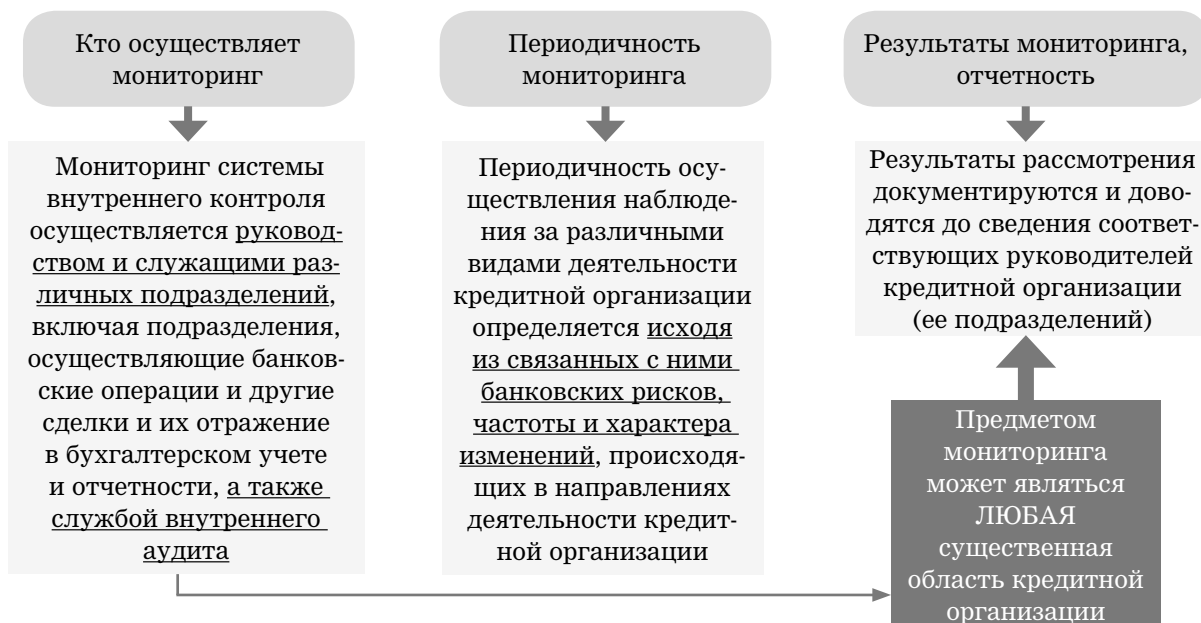 Кто осуществляет
мониторинг
Мониторинг системы
внутреннего контроля
осуществляется руковод-
ством и служащими раз-
личных подразделений,
включая подразделения,
осуществляющие банков-
ские операции и другие
сделки и их отражение
в бухгалтерском учете
и отчетности, а также
службой внутреннего
аудита
Периодичность
мониторинга
Периодичность осу-
ществления наблюде-
ния за различными
видами деятельности
кредитной организации
определяется исходя
из связанных с ними
банковских рисков,
частоты и характера
изменений, происходя-
щих в направлениях
деятельности кредит-
ной организации
Результаты мониторинга,
отчетность
Результаты рассмотрения
документируются и дово-
дятся до сведения соответ-
ствующих руководителей
кредитной организации
(ее подразделений)
Предметом
мониторинга
может являться
ЛЮБАЯ
существенная
область кредитной
организации